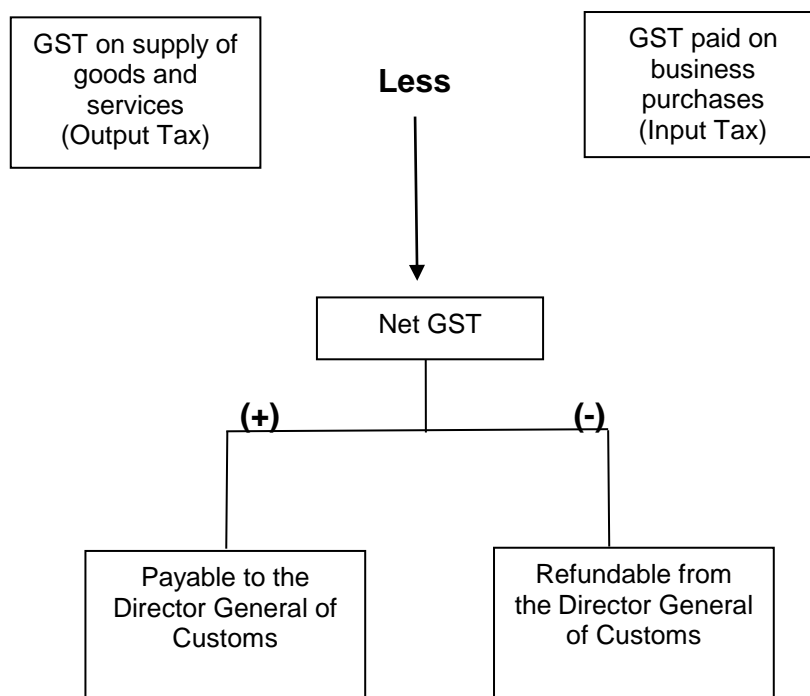 GST on supply of
goods and
services
(Output Tax)
Less
GST paid on
business
purchases
(Input Tax)
Net GST
(+)
(-)
Payable to the
Director General of
Customs
Refundable from
the Director General
of Customs